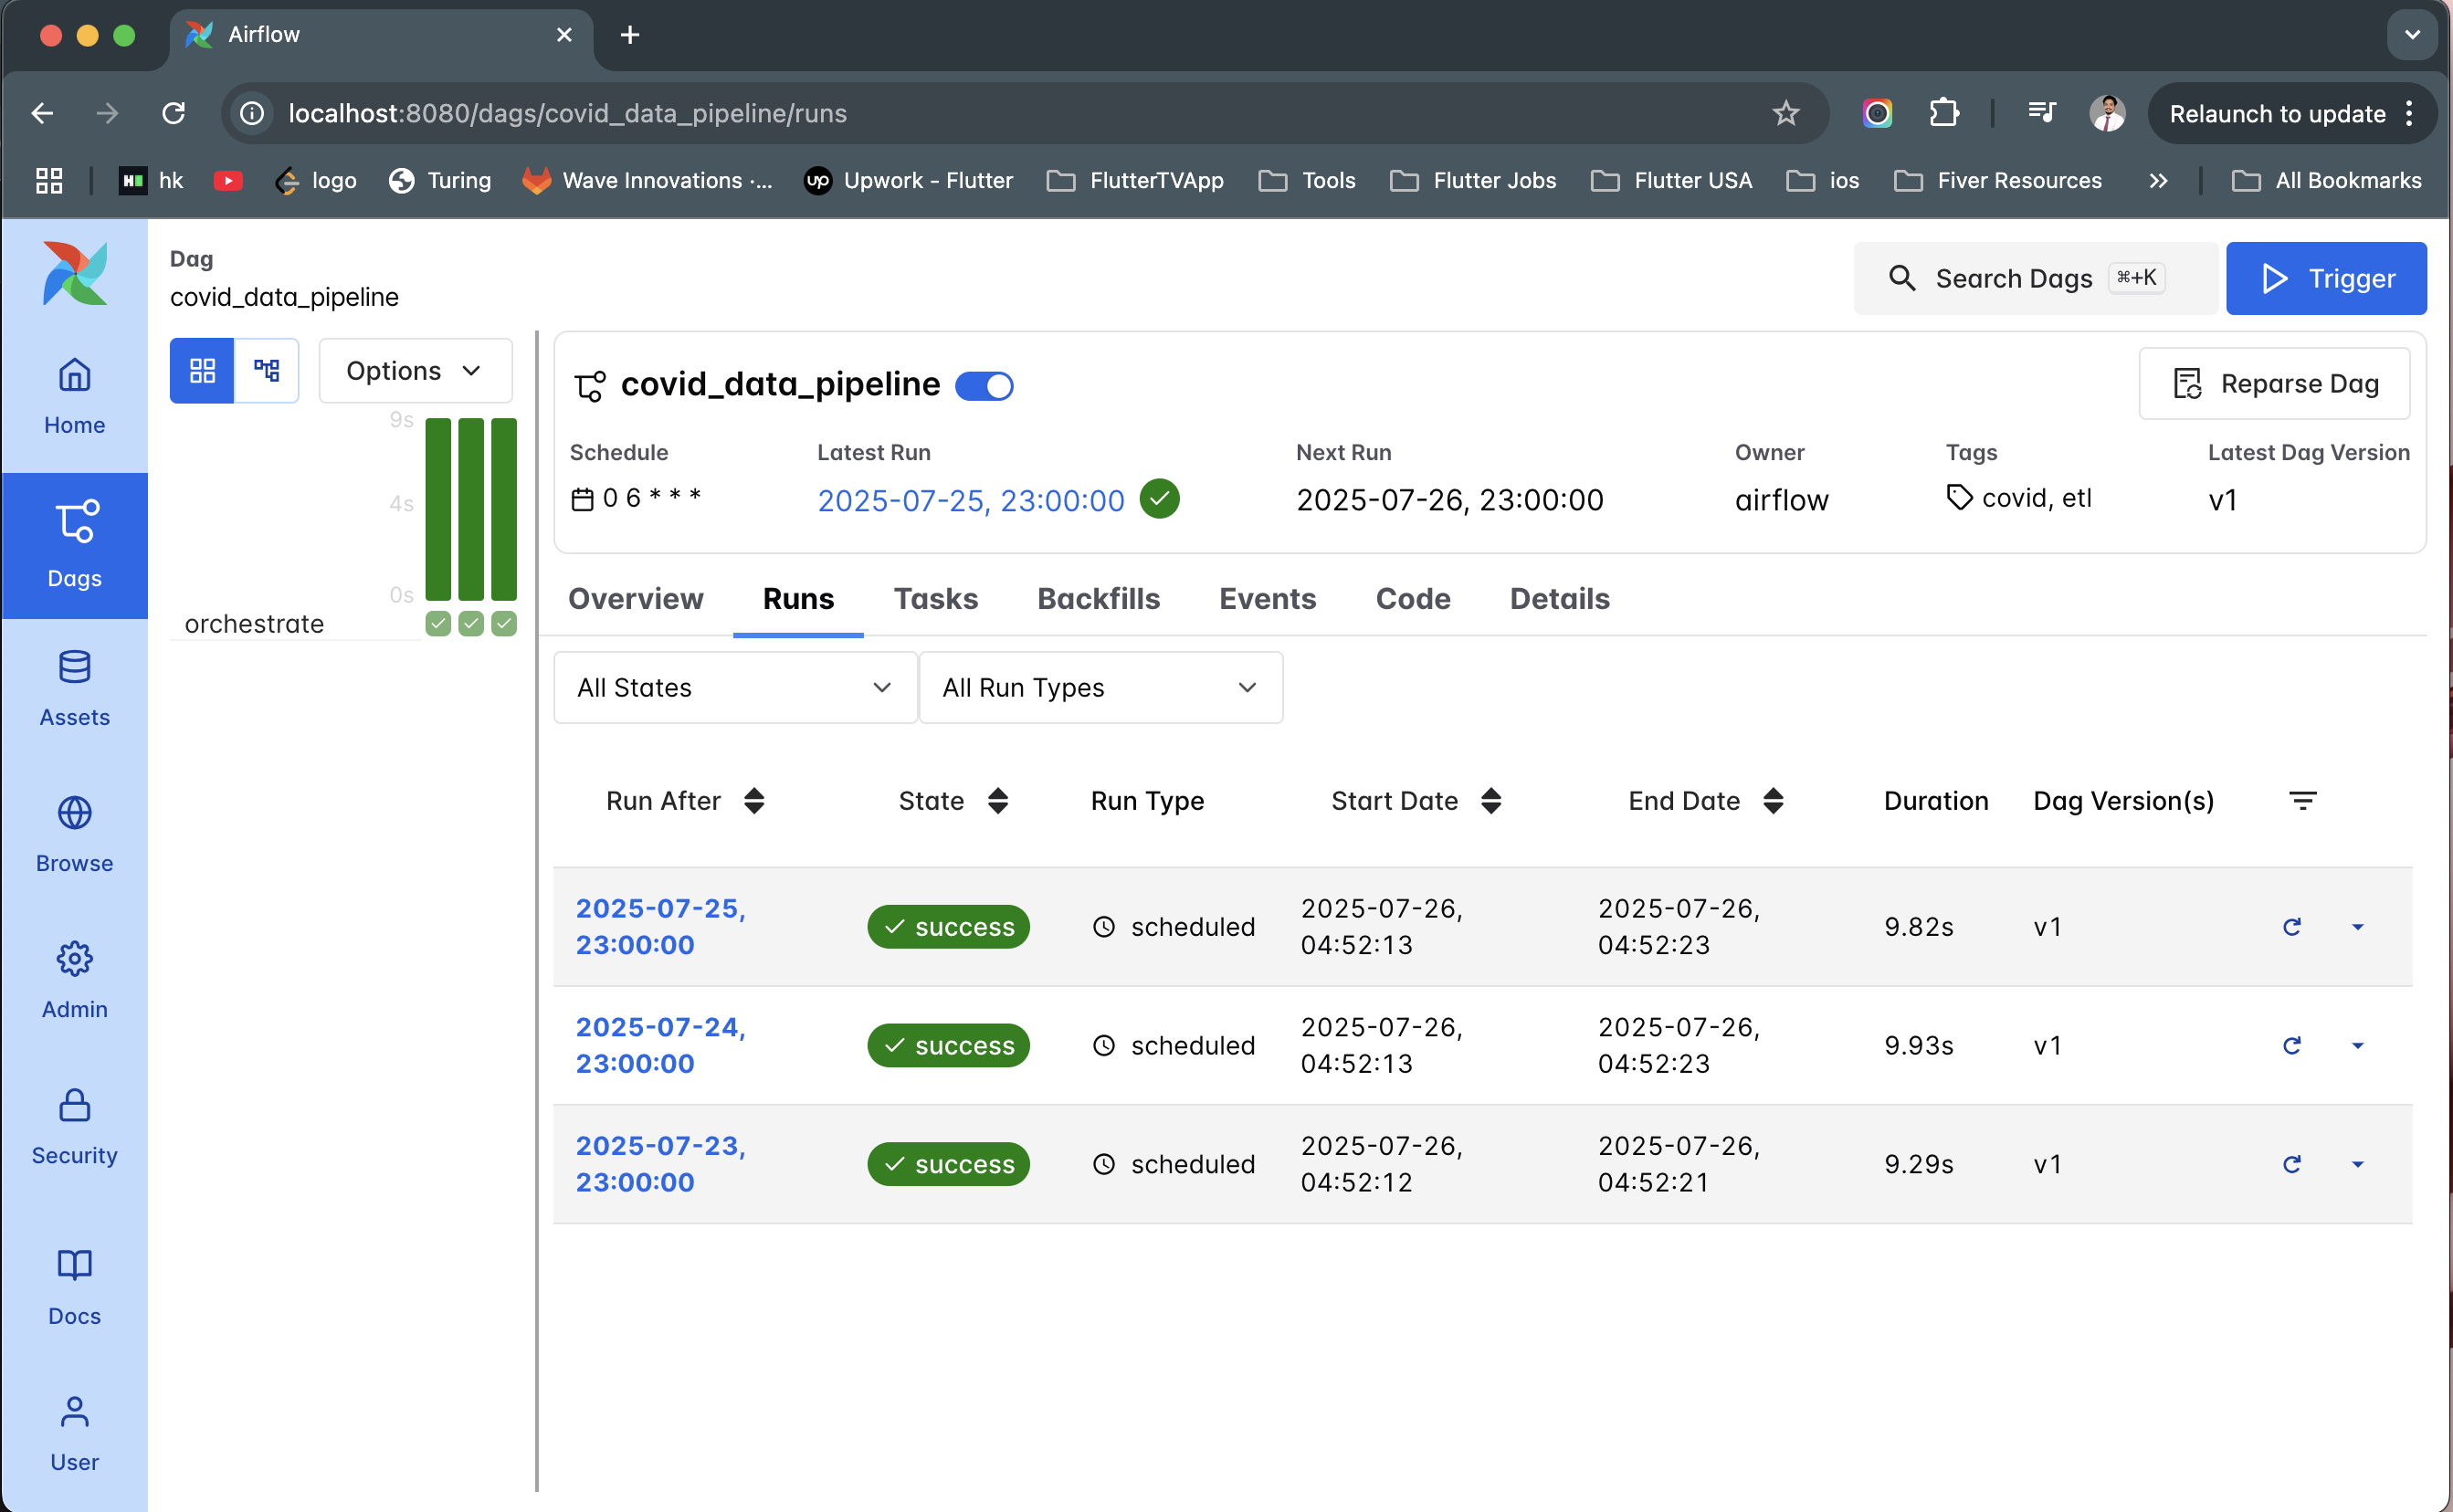 Airflow
localhost:8080/dags/covid_data_pipeline/runs
Relaunch to update
hk
logo
Turing
Wave Innovations ·...
up Upwork - Flutter
FlutterTVApp
Tools
Flutter Jobs
Flutter USA
ios
Fiver Resources
All Bookmarks
Dag
covid_data_pipeline
Search Dags ⌘+K
Trigger
Home
Dags
Assets
Browse
Admin
Security
Docs
User
Options
9s
4s
0s
orchestrate
covid_data_pipeline
Reparse Dag
Schedule Latest Run Next Run Owner Tags Latest Dag Version
0 6 * * * 2025-07-25, 23:00:00 2025-07-26, 23:00:00 airflow covid, etl v1
Overview Runs Tasks Backfills Events Code Details
All States All Run Types
Run After State Run Type Start Date End Date Duration Dag Version(s)
2025-07-25, 23:00:00 success scheduled 2025-07-26, 04:52:13 2025-07-26, 04:52:23 9.82s v1
2025-07-24, 23:00:00 success scheduled 2025-07-26, 04:52:13 2025-07-26, 04:52:23 9.93s v1
2025-07-23, 23:00:00 success scheduled 2025-07-26, 04:52:12 2025-07-26, 04:52:21 9.29s v1